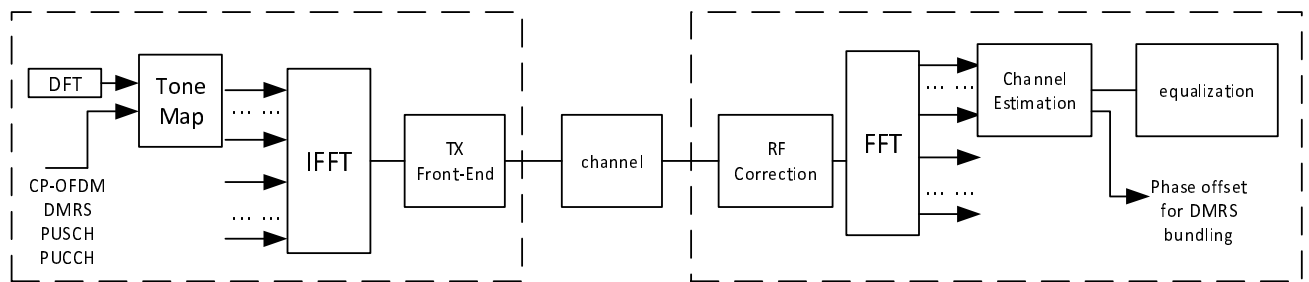 DFT
Tone
Map
CP-OFDM
DMRS
PUSCH
PUCCH
... ...
... ...
IFFT
TX
Front-End
channel
RF
Correction
FFT
... ...
... ...
Channel
Estimation
equalization
Phase offset
for DMRS
bundling